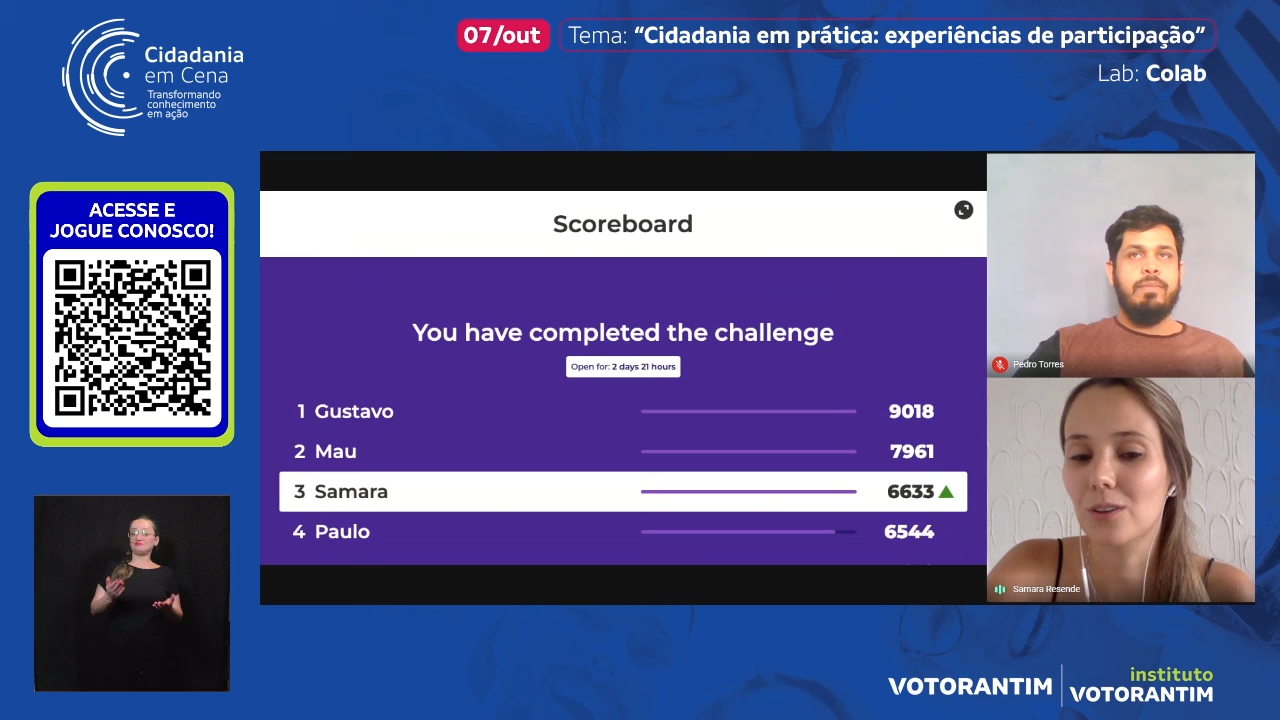 Cidadania
em Cena
Transformando
conhecimento
em ação
07/out
Tema: “Cidadania em prática: experiências de participação”
Lab: Colab
ACESSE E
JOGUE CONOSCO!
Scoreboard
You have completed the challenge
Open for: 2 days 21 hours
1 Gustavo 9018
2 Mau 7961
3 Samara 6633
4 Paulo 6544
Pedro Torres
Samara Resende
VOTORANTIM
instituto
VOTORANTIM